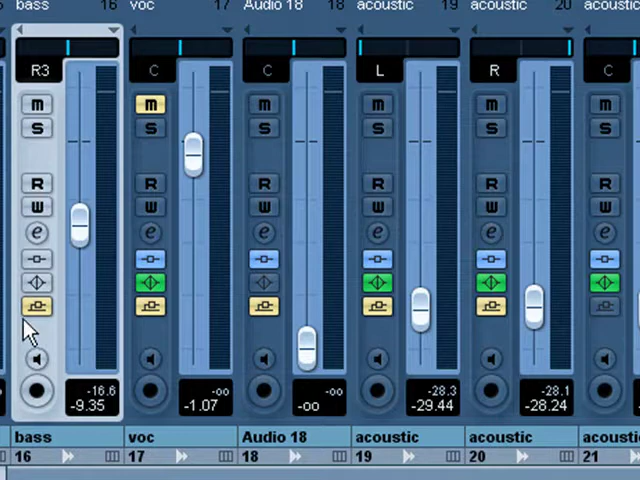 bass 16 voc 17 Audio 18 18 acoustic 19 acoustic 20 acoustic
R3 C C L R C
m m m m m m
S S S S S S
R R R R R R
W W W W W W
e e e e e e
-16.6 -oo -oo -28.3 -28.1
-9.35 -1.07 -oo -29.44 -28.24
bass voc Audio 18 acoustic acoustic acousti
16 17 18 19 20 21